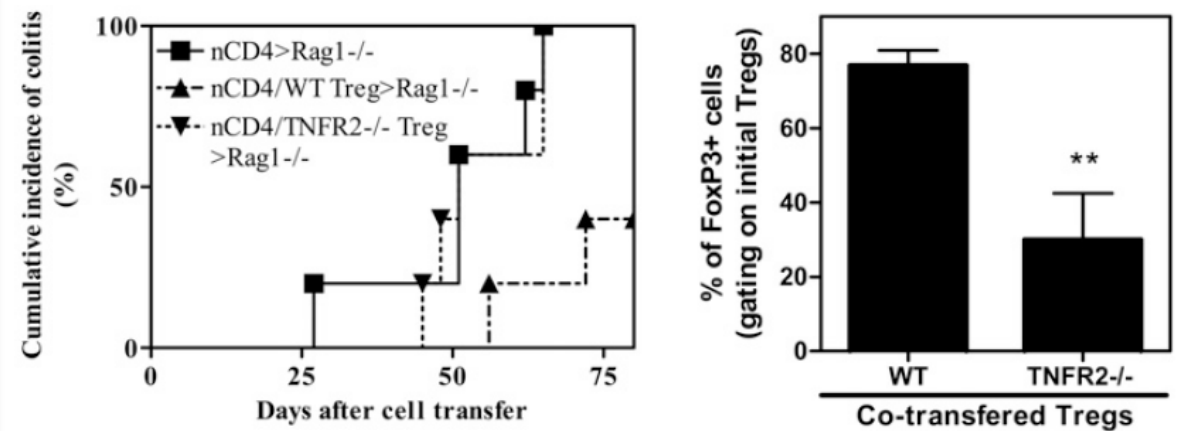 Cumulative incidence of colitis
(%)
100
50
0
nCD4>Rag1-/-
nCD4/WT Treg>Rag1-/-
nCD4/TNFR2-/- Treg
>Rag1-/-
0 25 50 75
Days after cell transfer
% of FoxP3+ cells
(gating on initial Tregs)
80
60
40
20
0
**
WT TNFR2-/-
Co-transfered Tregs